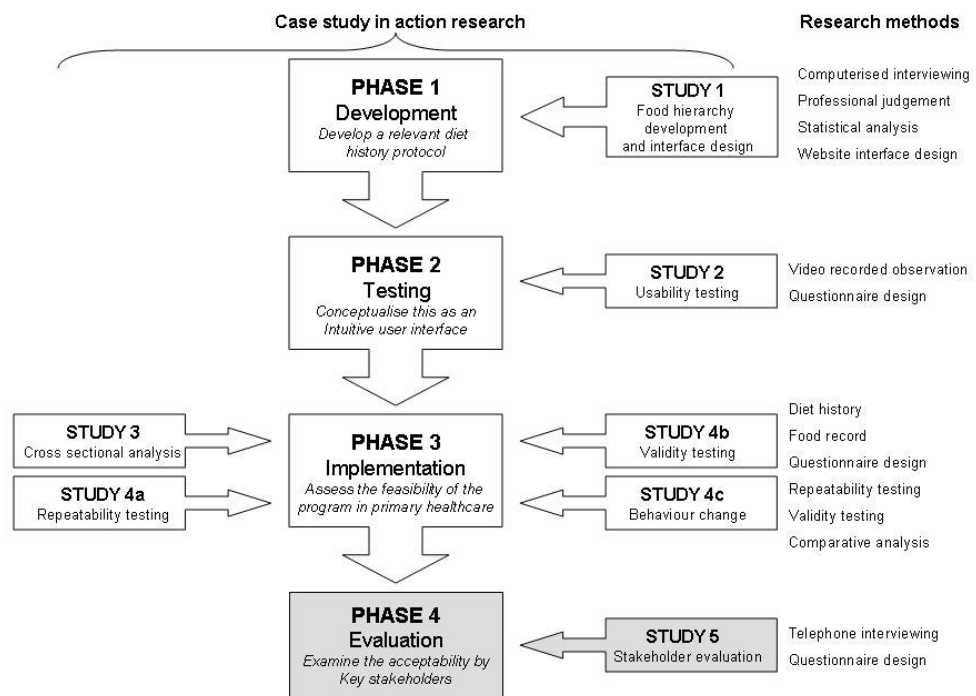 Case study in action research
Research methods
PHASE 1
Development
Develop a relevant diet
history protocol
STUDY 1
Food hierarchy
development
and interface design
Computerised interviewing
Professional judgement
Statistical analysis
Website interface design
PHASE 2
Testing
Conceptualise this as an
Intuitive user interface
STUDY 2
Usability testing
Video recorded observation
Questionnaire design
STUDY 3
Cross sectional analysis
STUDY 4a
Repeatability testing
PHASE 3
Implementation
Assess the feasibility of the
program in primary healthcare
STUDY 4b
Validity testing
STUDY 4c
Behaviour change
Diet history
Food record
Questionnaire design
Repeatability testing
Validity testing
Comparative analysis
PHASE 4
Evaluation
Examine the acceptability by
Key stakeholders
STUDY 5
Stakeholder evaluation
Telephone interviewing
Questionnaire design